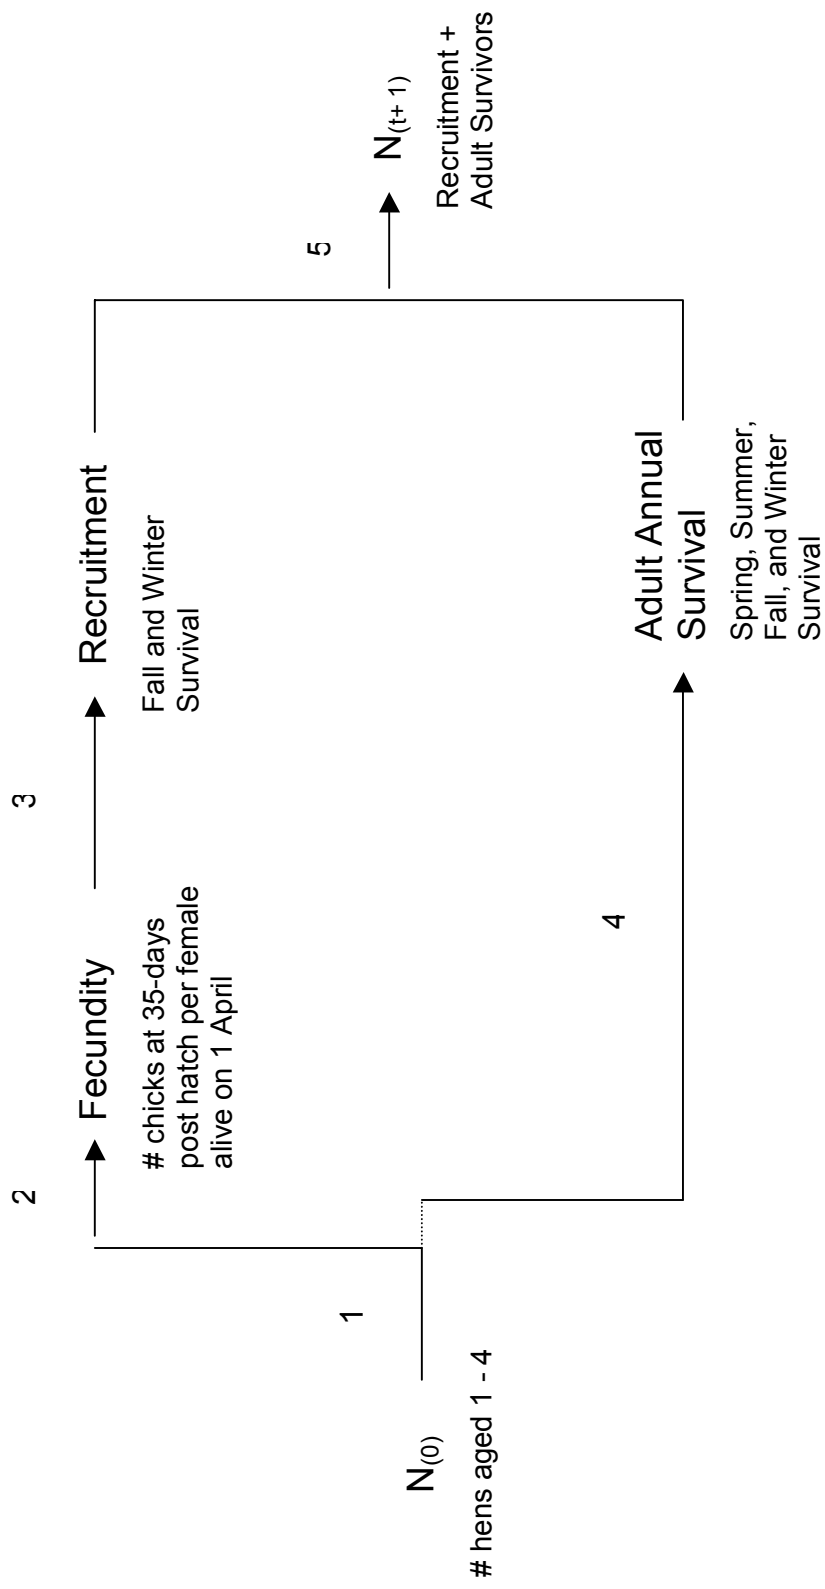 2
3
Fecundity
# chicks at 35-days
post hatch per female
alive on 1 April
Recruitment
Fall and Winter
Survival
1
5
N(0)
# hens aged 1 - 4
N(t+ 1)
Recruitment +
Adult Survivors
4
Adult Annual
Survival
Spring, Summer,
Fall, and Winter
Survival